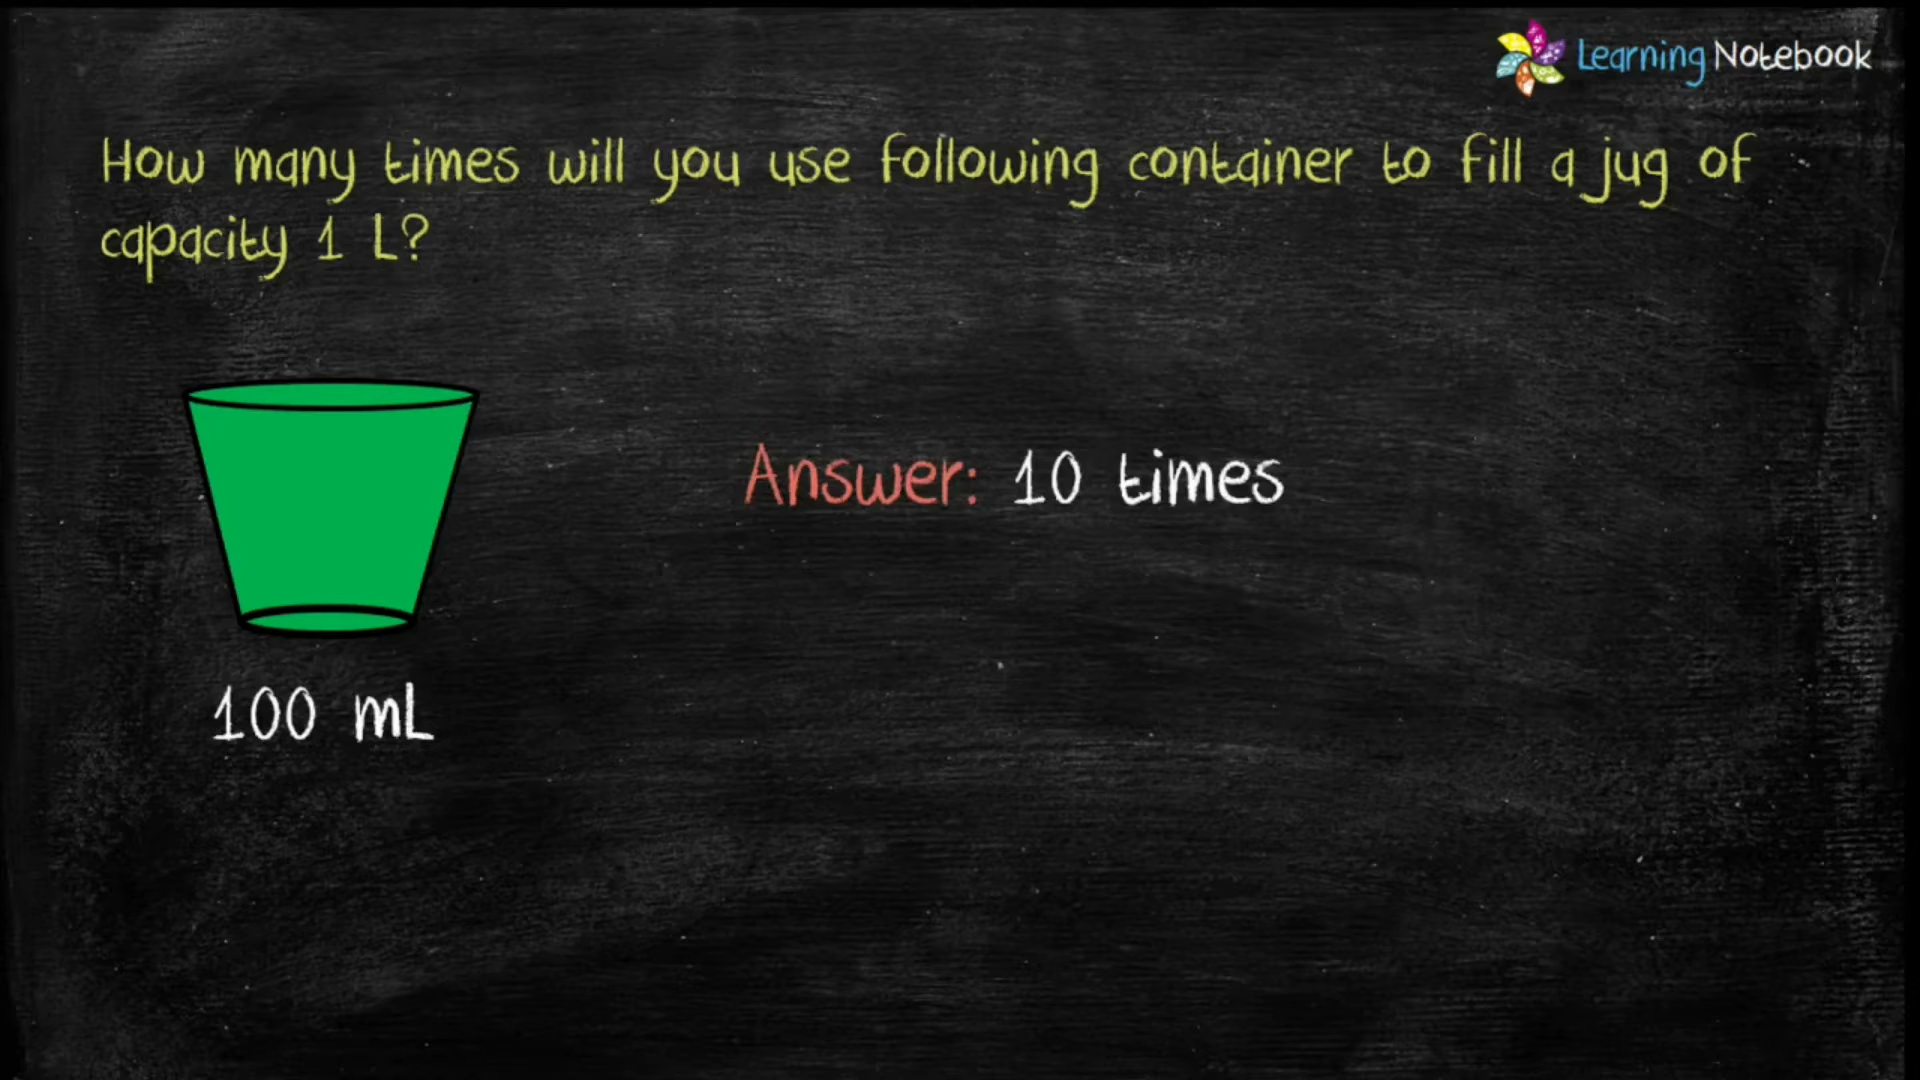 Learning Notebook
How many times will you use following container to fill a jug of
capacity 1 L?
Answer: 10 times
100 mL